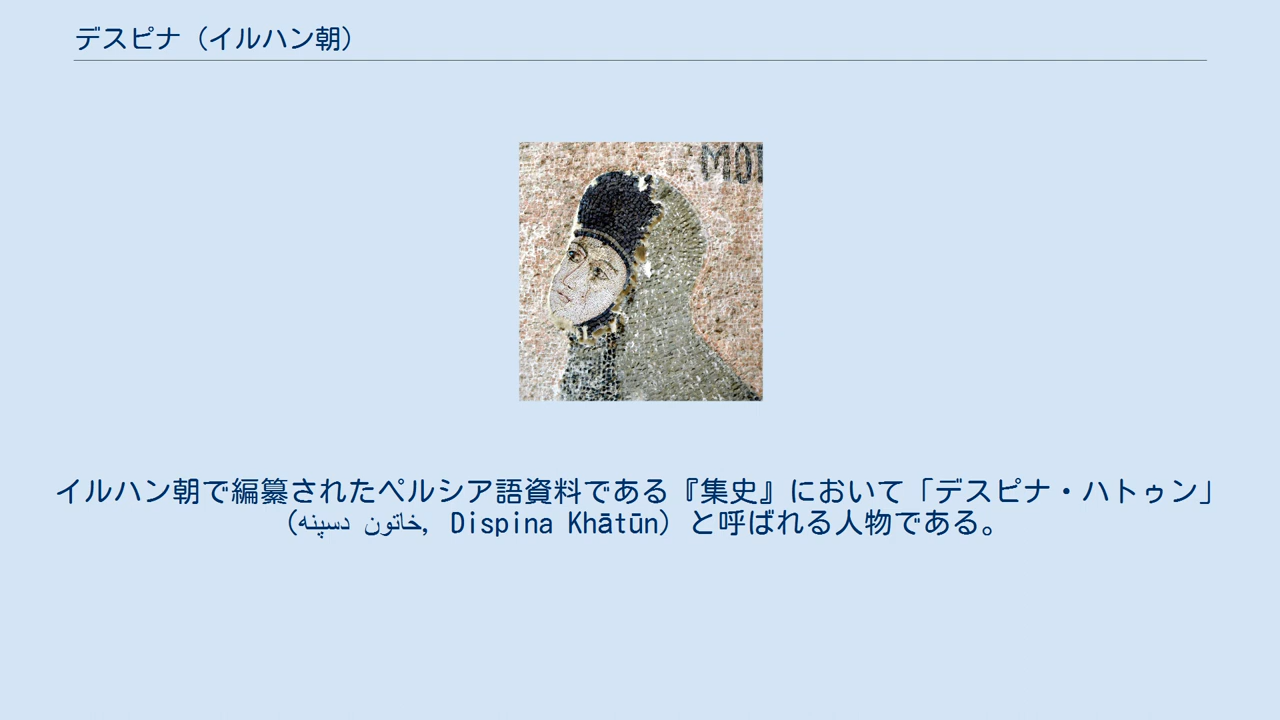 デスピナ（イルハン朝）
MOI
イルハン朝で編纂されたペルシア語資料である『集史』において「デスピナ・ハトゥン」
（دسپنه خاتون, Dispina Khātūn）と呼ばれる人物である。